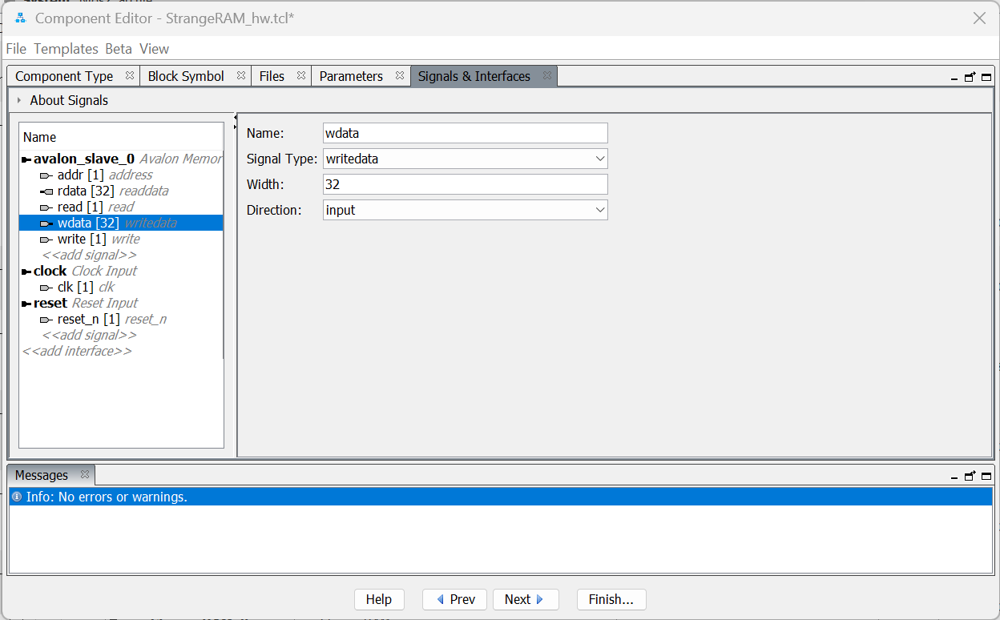 Component Editor - StrangeRAM_hw.tcl*
File Templates Beta View
Component Type Block Symbol Files Parameters Signals & Interfaces
About Signals
Name
avalon_slave_0 Avalon Memor
addr [1] address
rdata [32] readdata
read [1] read
wdata [32] writedata
write [1] write
<<add signal>>
clock Clock Input
clk [1] clk
reset Reset Input
reset_n [1] reset_n
<<add signal>>
<<add interface>>
Name: wdata
Signal Type: writedata
Width: 32
Direction: input
Messages
Info: No errors or warnings.
Help Prev Next Finish...